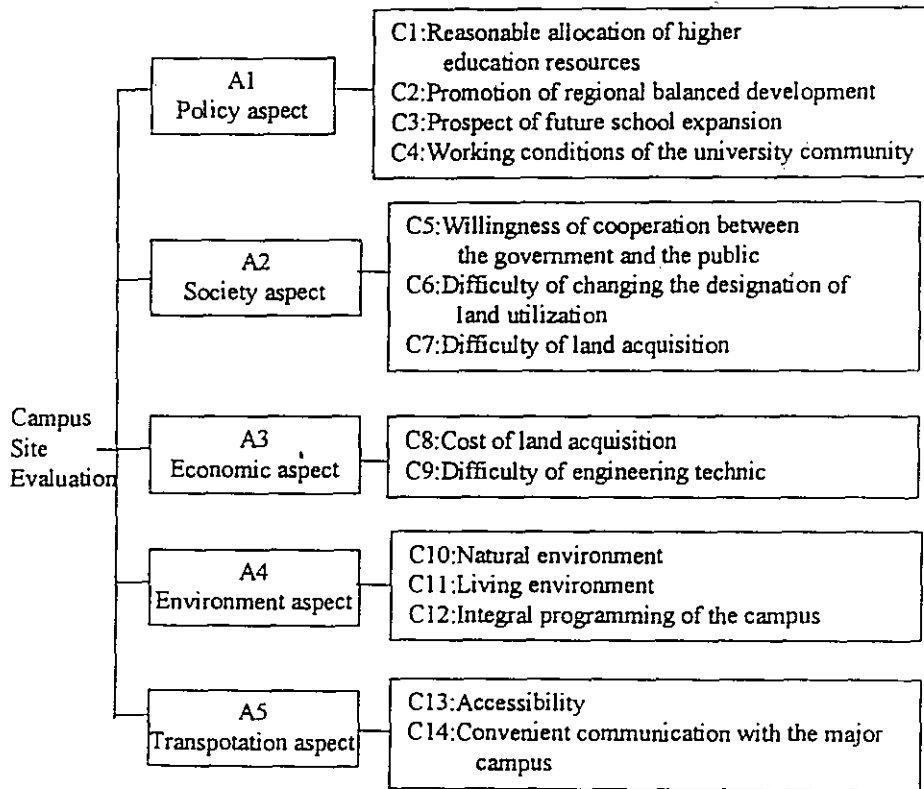 A1
Policy aspect
C1:Reasonable allocation of higher
education resources
C2:Promotion of regional balanced development
C3:Prospect of future school expansion
C4:Working conditions of the university community
A2
Society aspect
C5:Willingness of cooperation between
the government and the public
C6:Difficulty of changing the designation of
land utilization
C7:Difficulty of land acquisition
Campus
Site
Evaluation
A3
Economic aspect
C8:Cost of land acquisition
C9:Difficulty of engineering technic
A4
Environment aspect
C10:Natural environment
C11:Living environment
C12:Integral programming of the campus
A5
Transpotation aspect
C13:Accessibility
C14:Convenient communication with the major
campus